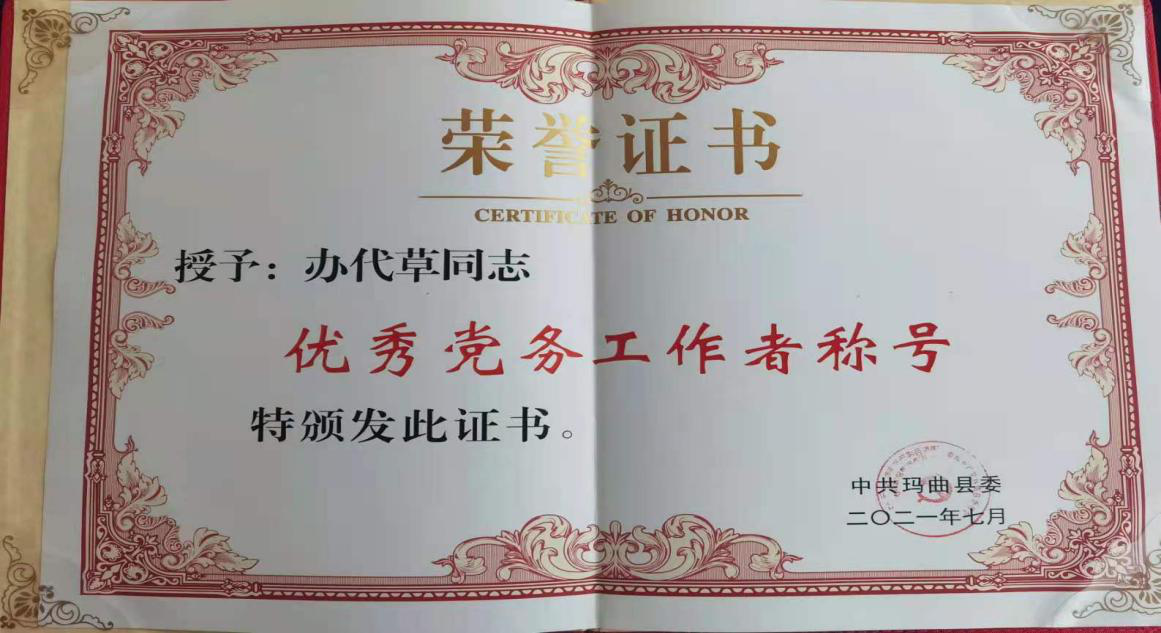 荣誉证书
CERTIFICATE OF HONOR
授予：办代草同志
优秀党务工作者称号
特颁发此证书。
中共玛曲县委
二〇二一年七月